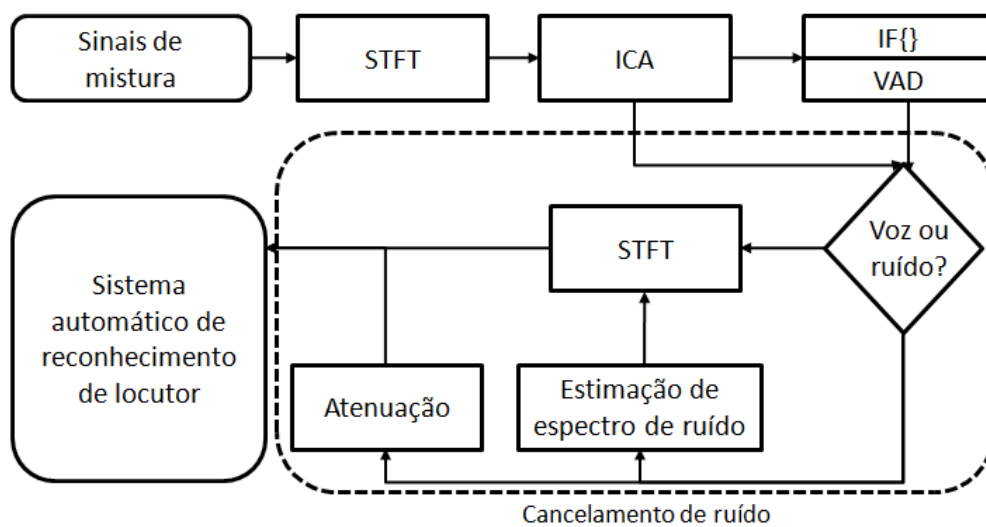 Sinais de
mistura
STFT
ICA
IF{}
VAD
Voz ou
ruído?
STFT
Sistema
automático de
reconhecimento
de locutor
Atenuação
Estimação de
espectro de ruído
Cancelamento de ruído